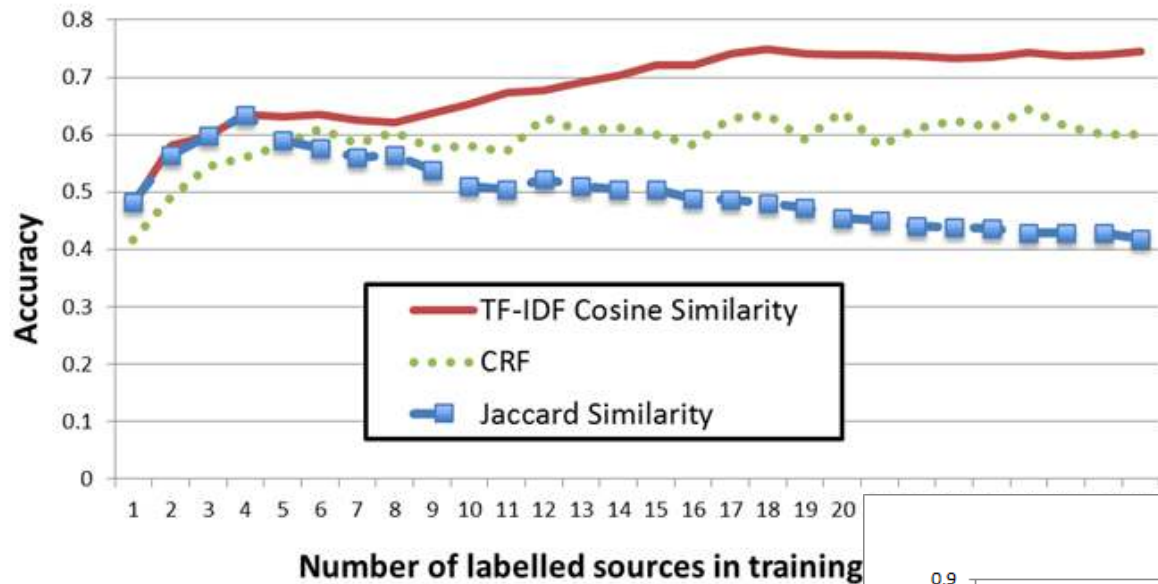 0.8
0.7
0.6
0.5
0.4
0.3
0.2
0.1
0
Accuracy
TF-IDF Cosine Similarity
CRF
Jaccard Similarity
1 2 3 4 5 6 7 8 9 10 11 12 13 14 15 16 17 18 19 20
Number of labelled sources in training
0.9